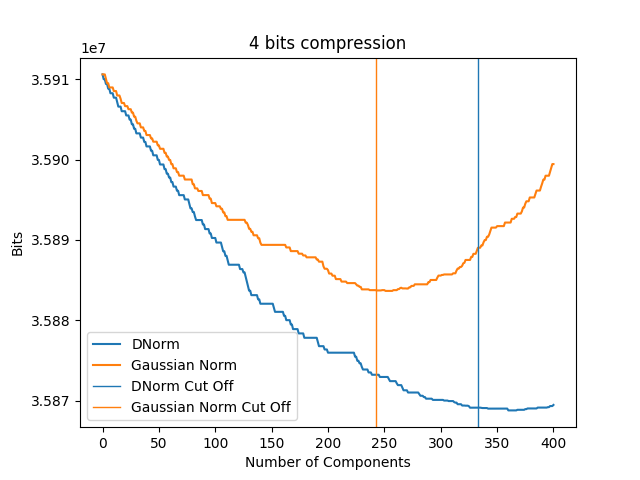 4 bits compression
1e7
3.591
3.590
3.589
3.588
3.587
Bits
DNorm
Gaussian Norm
DNorm Cut Off
Gaussian Norm Cut Off
0 50 100 150 200 250 300 350 400
Number of Components